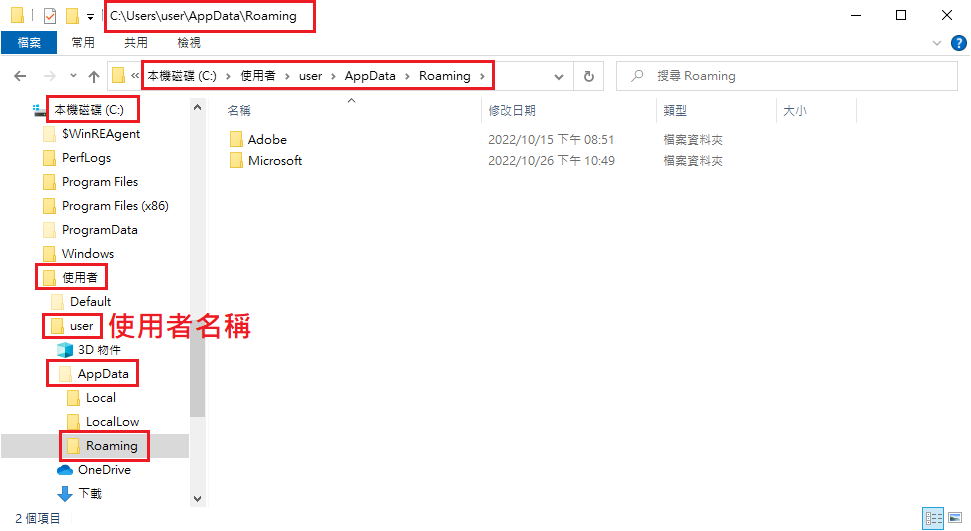 C:\Users\user\AppData\Roaming
檔案 常用 共用 檢視
« 本機磁碟 (C:) › 使用者 › user › AppData › Roaming ›
搜尋 Roaming
本機磁碟 (C:)
$WinREAgent
PerfLogs
Program Files
Program Files (x86)
ProgramData
Windows
使用者
Default
user 使用者名稱
3D 物件
AppData
Local
LocalLow
Roaming
OneDrive
下載
名稱 修改日期 類型 大小
Adobe 2022/10/15 下午 08:51 檔案資料夾
Microsoft 2022/10/26 下午 10:49 檔案資料夾
2 個項目